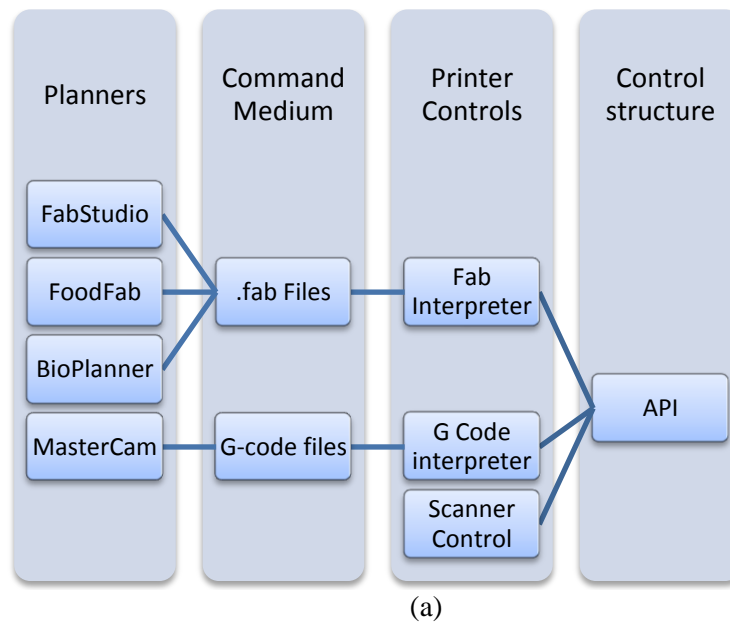 Planners
Command
Medium
Printer
Controls
Control
structure
FabStudio
FoodFab
BioPlanner
MasterCam
.fab Files
G-code files
Fab
Interpreter
G Code
interpreter
Scanner
Control
API
(a)